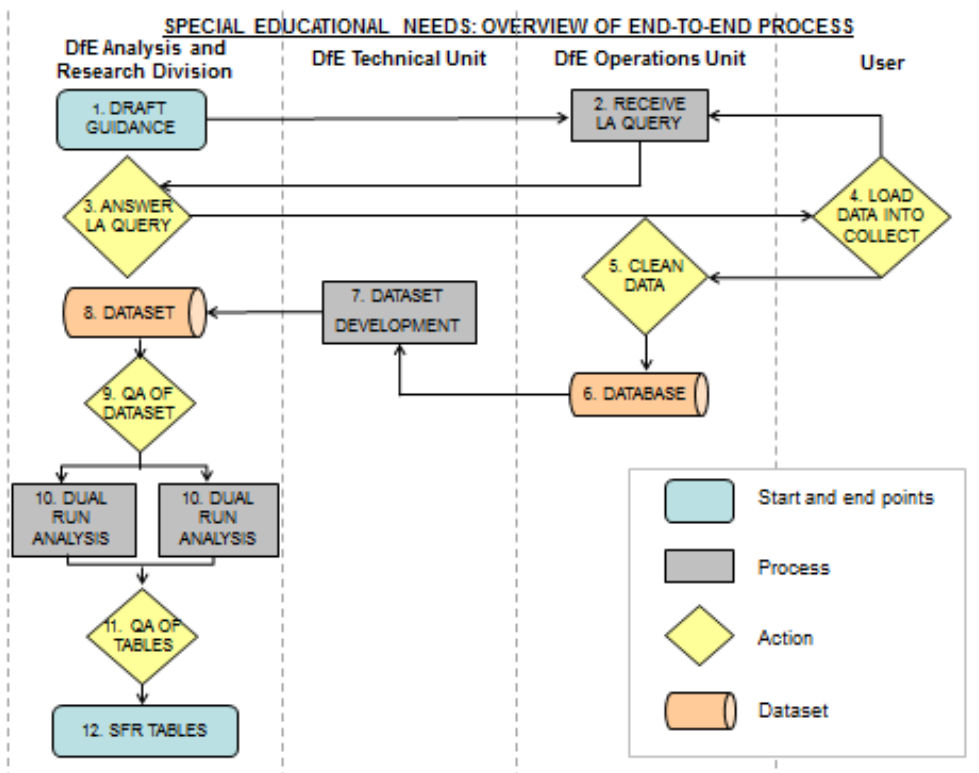 SPECIAL EDUCATIONAL NEEDS: OVERVIEW OF END-TO-END PROCESS
DfE Analysis and
Research Division
DfE Technical Unit
DfE Operations Unit
User
1. DRAFT
GUIDANCE
2. RECEIVE
LA QUERY
3. ANSWER
LA QUERY
4. LOAD
DATA INTO
COLLECT
5. CLEAN
DATA
8. DATASET
7. DATASET
DEVELOPMENT
6. DATABASE
9. QA OF
DATASET
10. DUAL
RUN
ANALYSIS
10. DUAL
RUN
ANALYSIS
11. QA OF
TABLES
12. SFR TABLES
Start and end points
Process
Action
Dataset